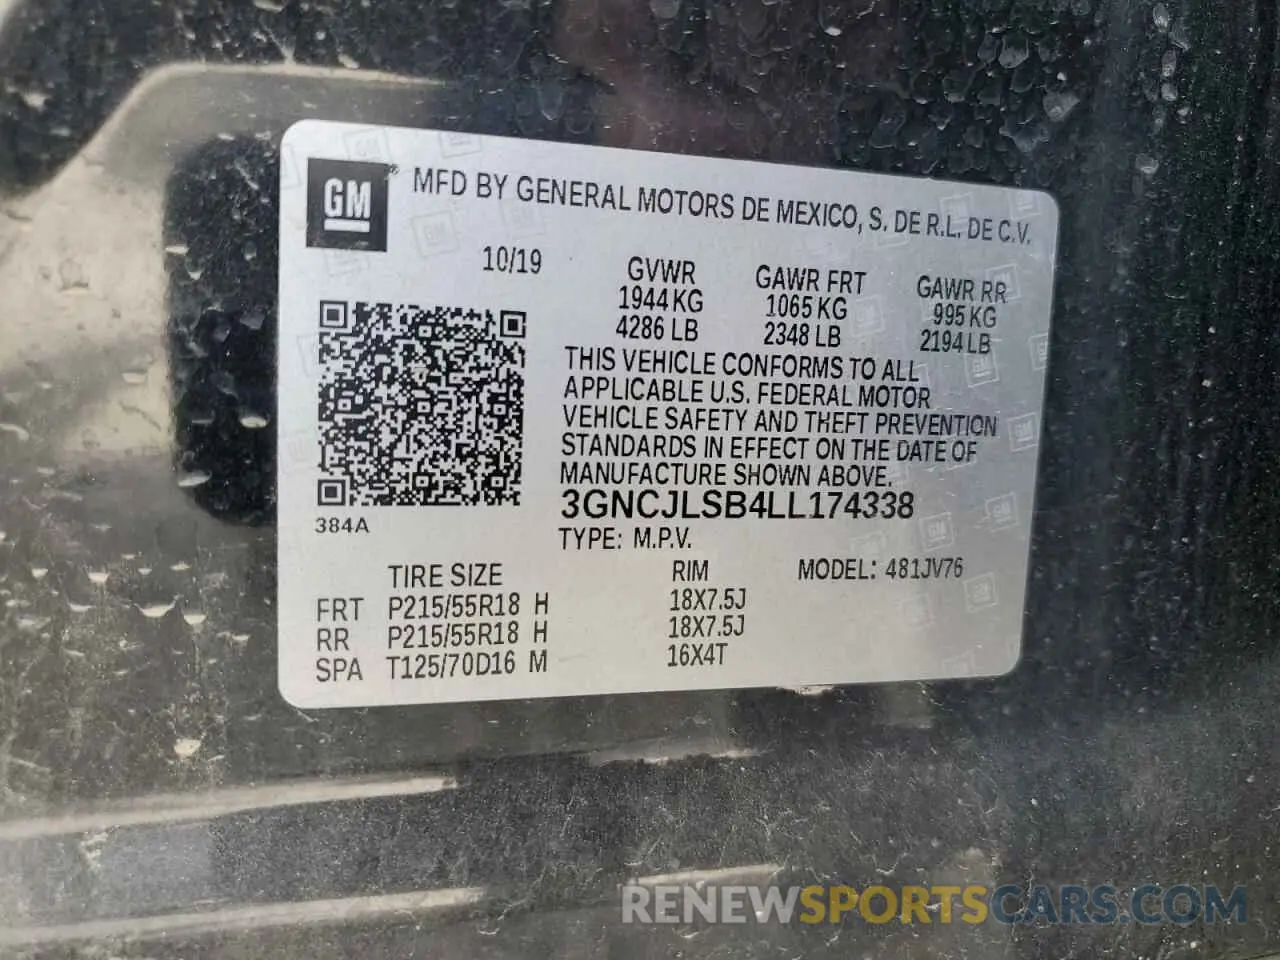 GM® MFD BY GENERAL MOTORS DE MEXICO, S. DE R.L. DE C.V.
10/19
GVWR GAWR FRT GAWR RR
1944 KG 1065 KG 995 KG
4286 LB 2348 LB 2194 LB
THIS VEHICLE CONFORMS TO ALL
APPLICABLE U.S. FEDERAL MOTOR
VEHICLE SAFETY AND THEFT PREVENTION
STANDARDS IN EFFECT ON THE DATE OF
MANUFACTURE SHOWN ABOVE.
3GNCJLSB4LL174338
384A
TYPE: M.P.V.
TIRE SIZE RIM MODEL: 481JV76
FRT P215/55R18 H 18X7.5J
RR P215/55R18 H 18X7.5J
SPA T125/70D16 M 16X4T
RENEWSPORTSCARS.COM